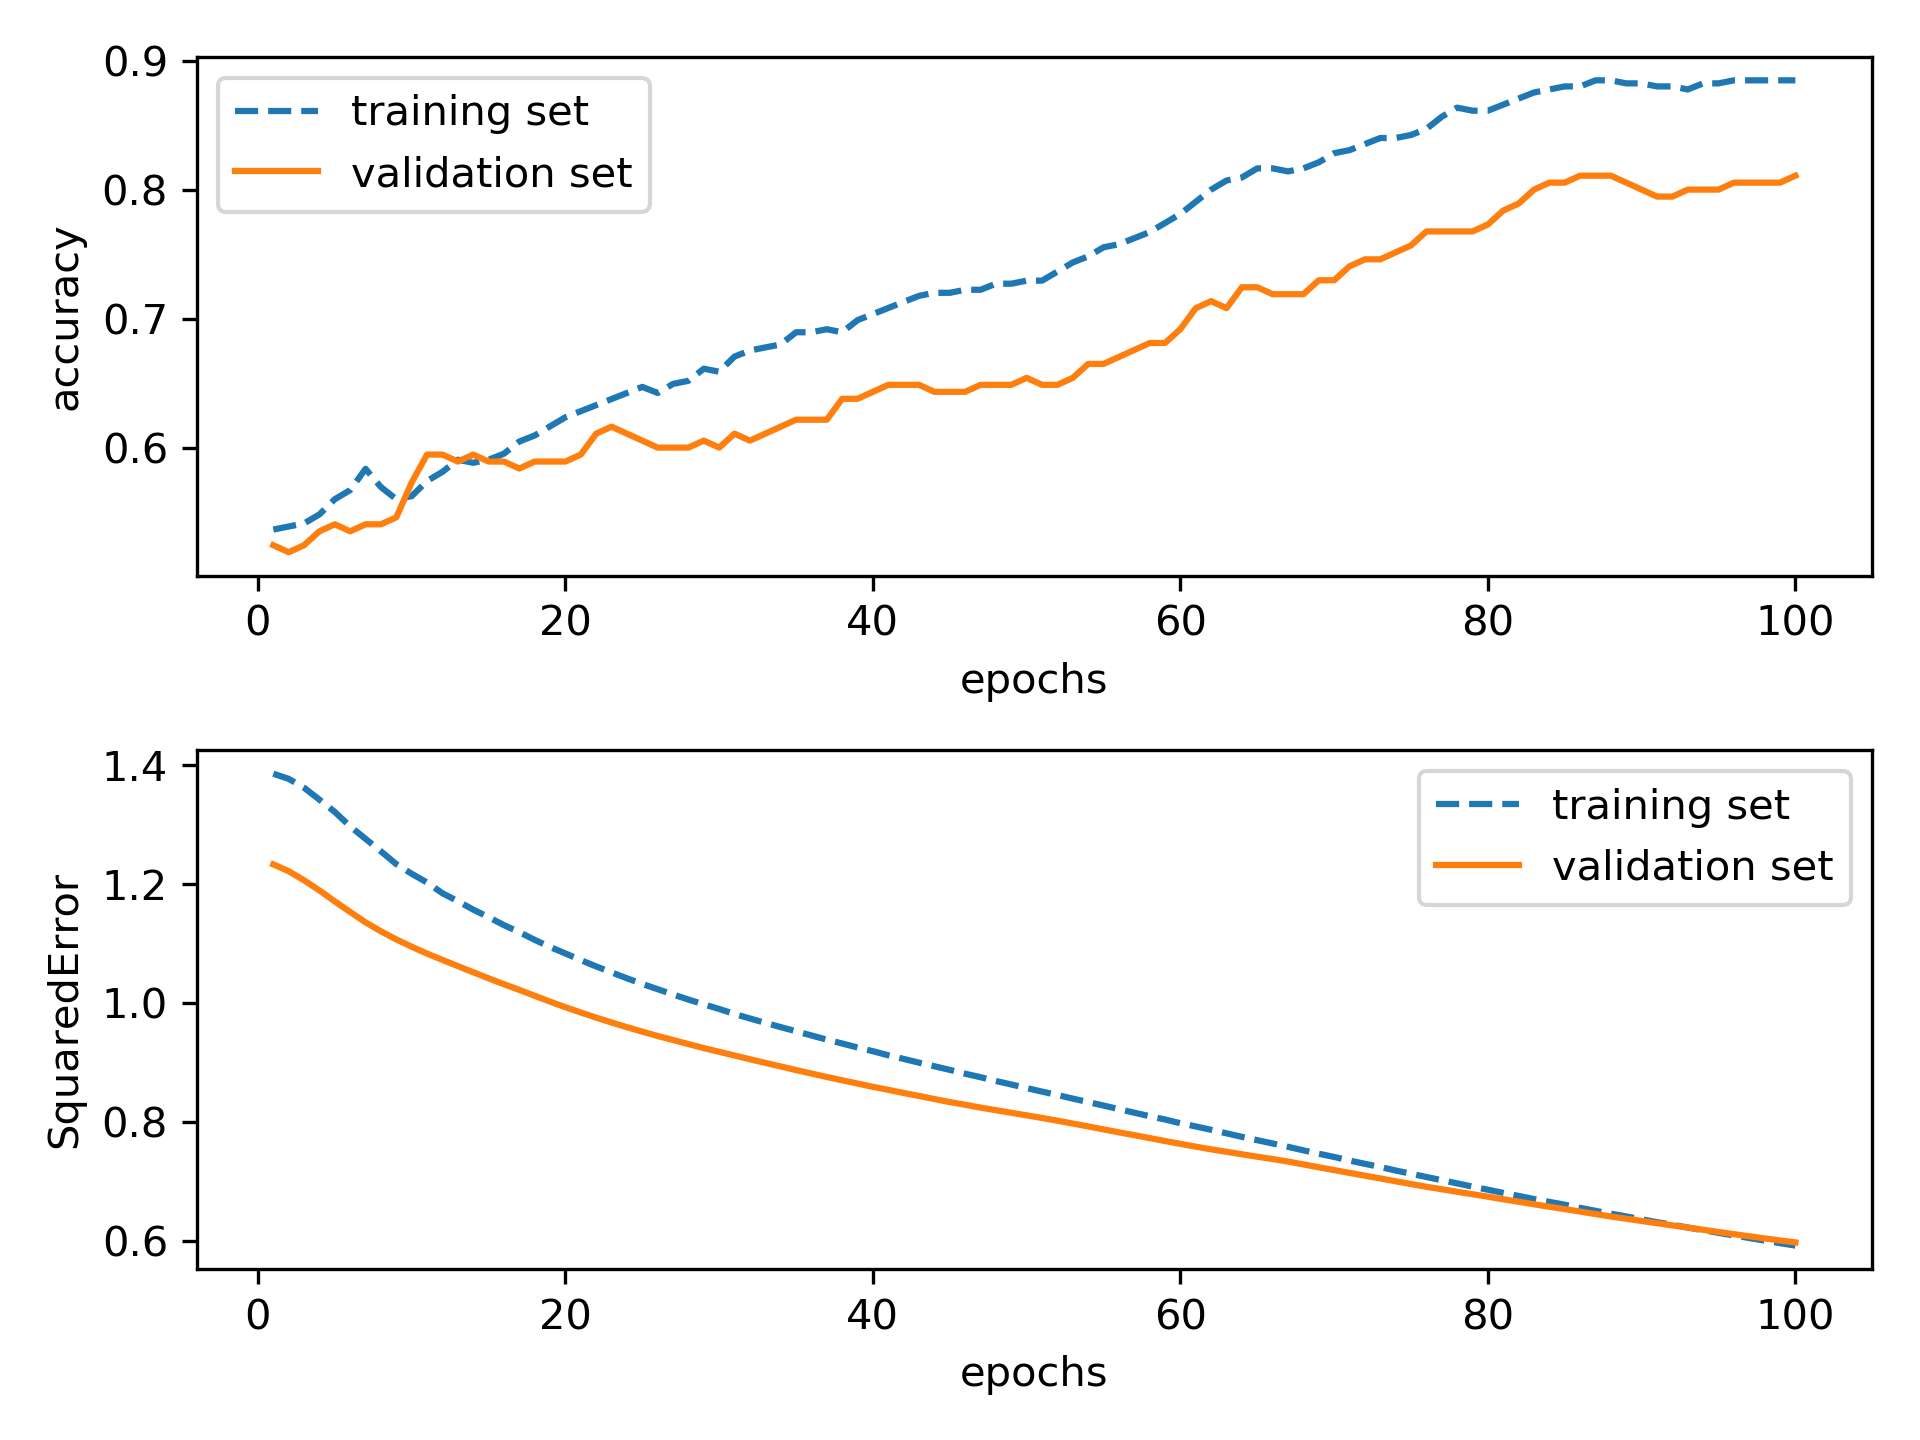 0.9
0.8
0.7
0.6
accuracy
training set
validation set
0 20 40 60 80 100
epochs
1.4
1.2
1.0
0.8
0.6
SquaredError
training set
validation set
0 20 40 60 80 100
epochs